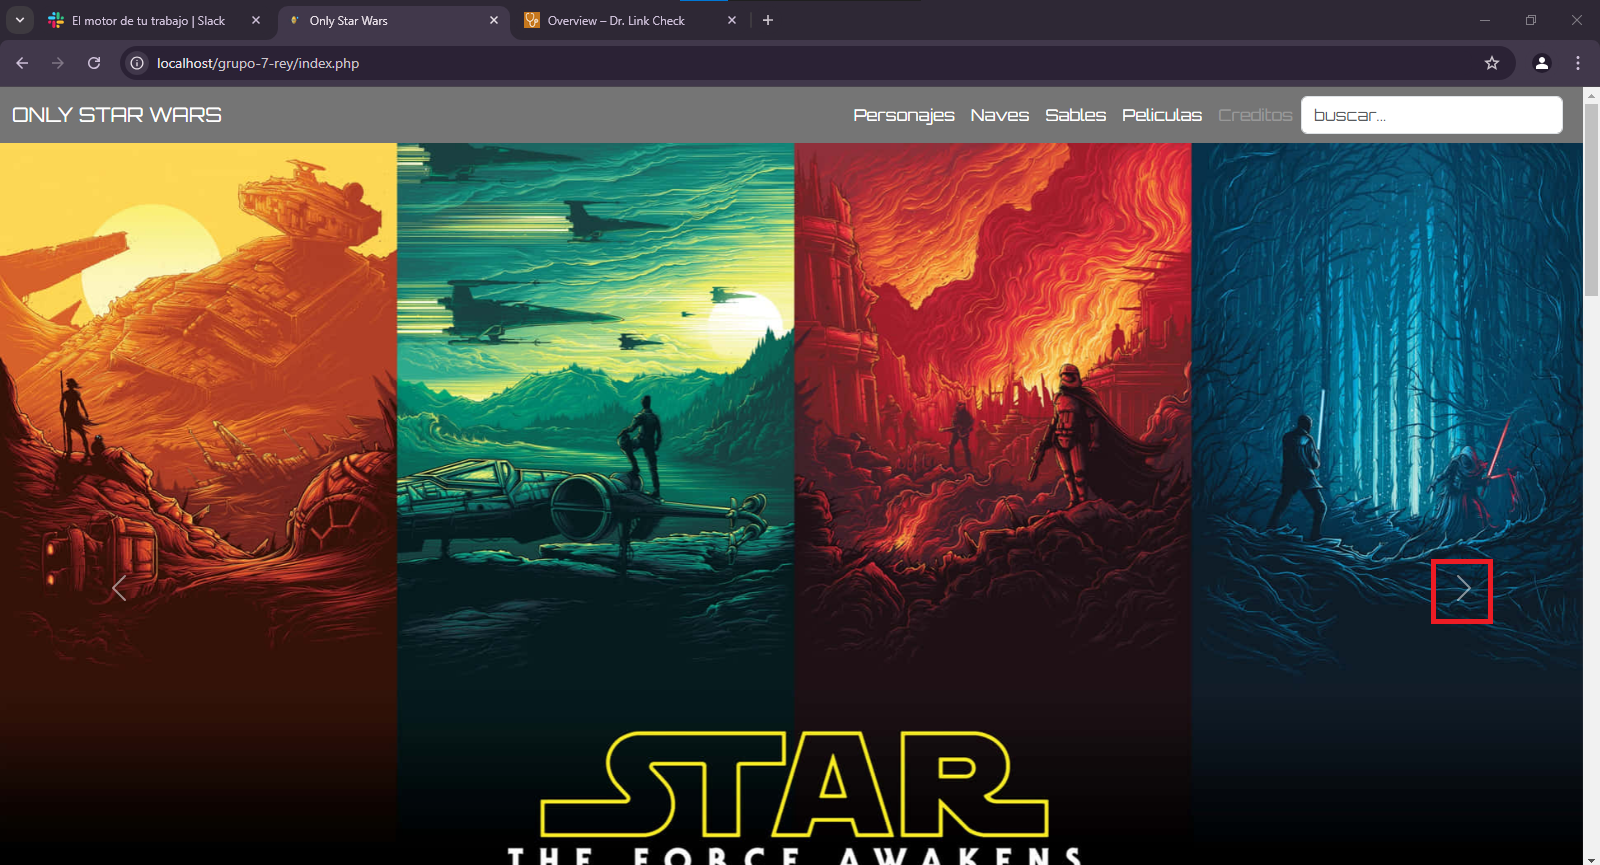 El motor de tu trabajo | Slack
Only Star Wars
Overview – Dr. Link Check
localhost/grupo-7-rey/index.php
ONLY STAR WARS
Personajes Naves Sables Peliculas Creditos buscar...
STAR
THE FORCE AWAKENS